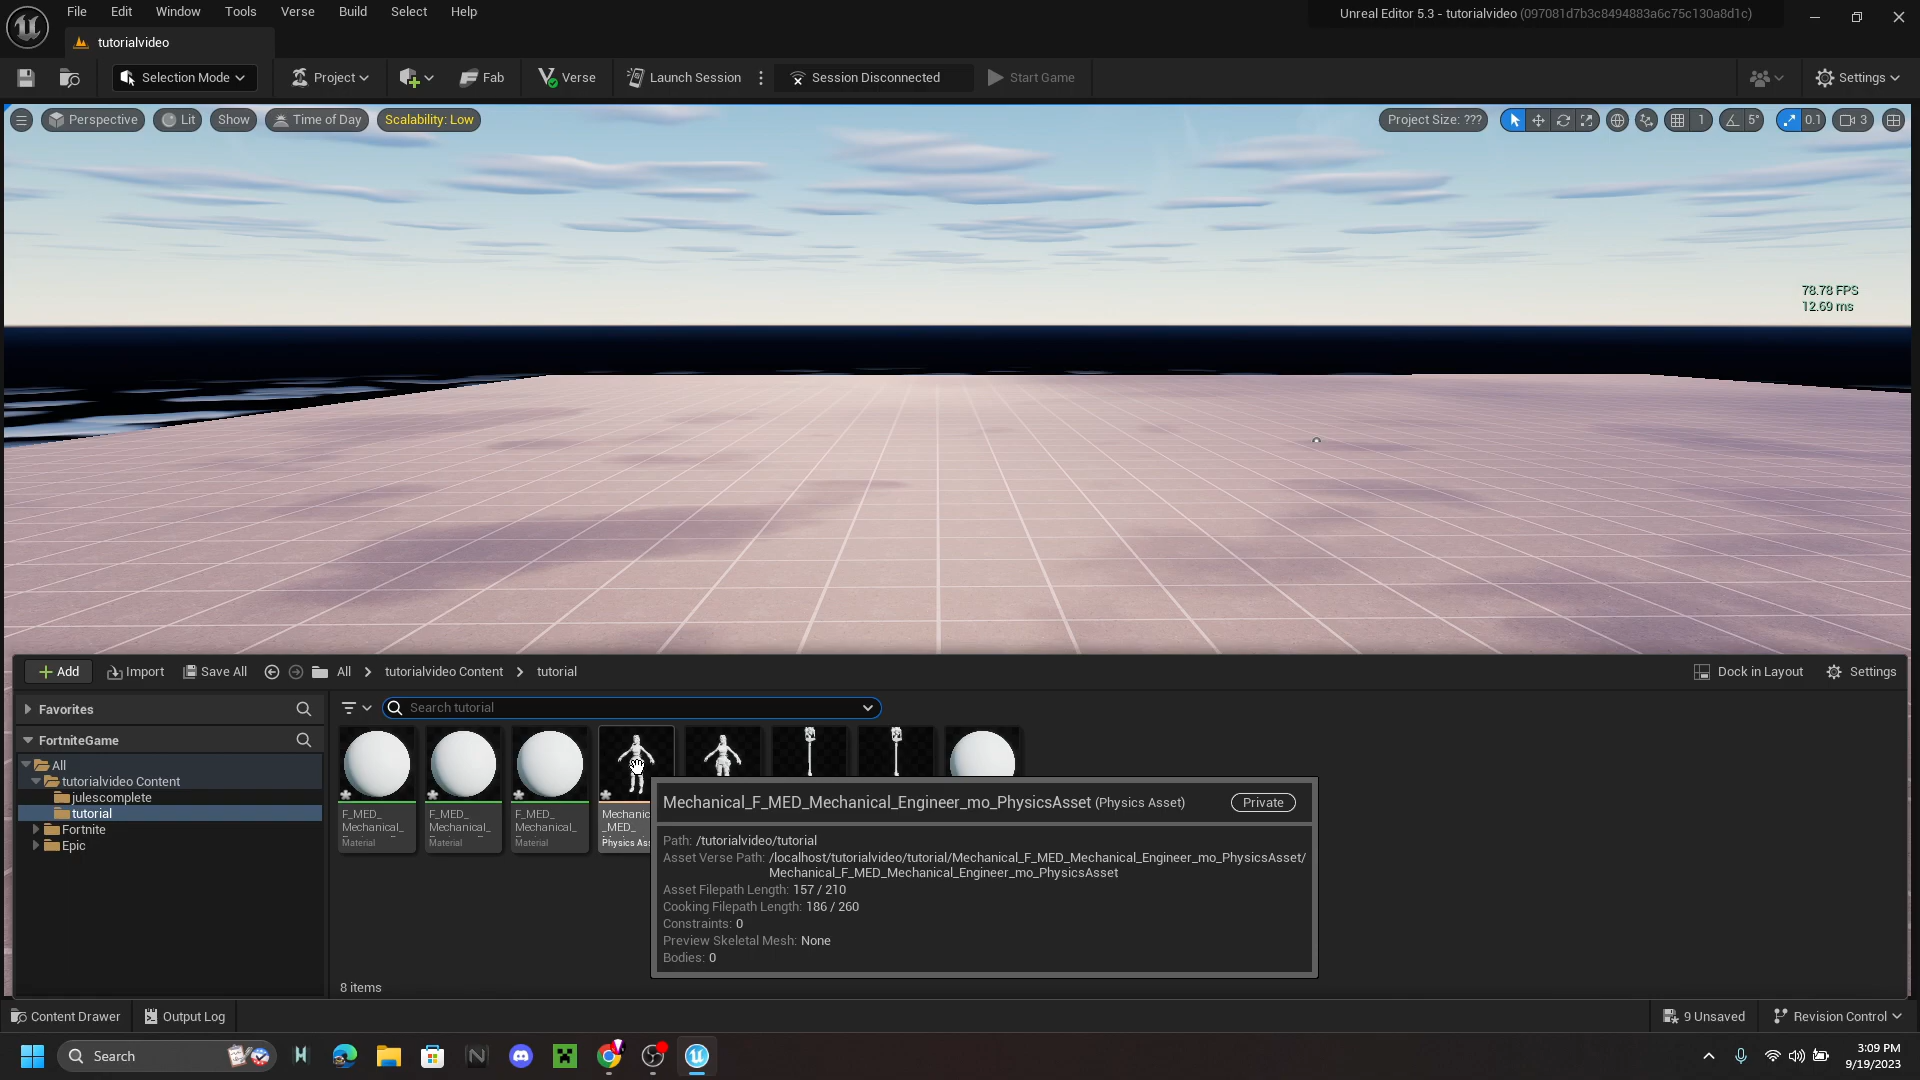 File Edit Window Tools Verse Build Select Help
Unreal Editor 5.3 - tutorialvideo (097081d7b3c8494883a6c75c130a8d1c)
tutorialvideo
Selection Mode Project Fab Verse Launch Session Session Disconnected Start Game Settings
Perspective Lit Show Time of Day Scalability: Low Project Size: ??? 1 5° 0.1 3
78.78 FPS
12.69 ms
Add Import Save All All tutorialvideo Content tutorial Dock in Layout Settings
Favorites
Search tutorial
FortniteGame
All
tutorialvideo Content
julescomplete
tutorial
Fortnite
Epic
F_MED_
Mechanical_
Material
F_MED_
Mechanical_
Material
F_MED_
Mechanical_
Material
Mechanic
_MED_
Physics Ass
Mechanical_F_MED_Mechanical_Engineer_mo_PhysicsAsset (Physics Asset) Private
Path: /tutorialvideo/tutorial
Asset Verse Path: /localhost/tutorialvideo/tutorial/Mechanical_F_MED_Mechanical_Engineer_mo_PhysicsAsset/
Mechanical_F_MED_Mechanical_Engineer_mo_PhysicsAsset
Asset Filepath Length: 157 / 210
Cooking Filepath Length: 186 / 260
Constraints: 0
Preview Skeletal Mesh: None
Bodies: 0
8 items
Content Drawer Output Log 9 Unsaved Revision Control
Search
3:09 PM
9/19/2023